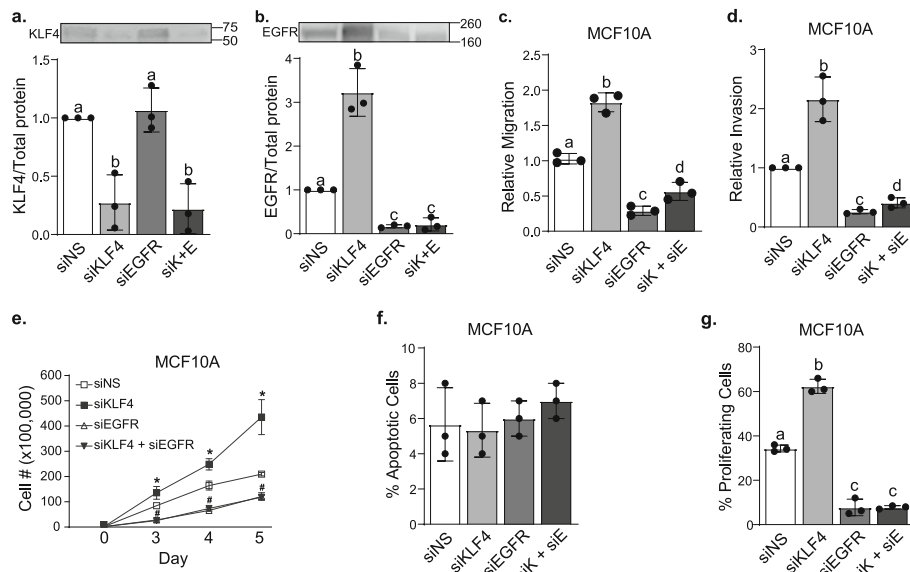 a.
KLF4
75
50
KLF4/Total protein
1.5
1.0
0.5
0.0
a
b
a
b
siNS
siKLF4
siEGFR
siK+E
b.
EGFR
260
160
EGFR/Total protein
4
3
2
1
0
a
b
c
c
siNS
siKLF4
siEGFR
siK+E
c.
MCF10A
Relative Migration
2.5
2.0
1.5
1.0
0.5
0.0
a
b
c
d
siNS
siKLF4
siEGFR
siK + siE
d.
MCF10A
Relative Invasion
3
2
1
0
a
b
c
d
siNS
siKLF4
siEGFR
siK + siE
e.
MCF10A
siNS
siKLF4
siEGFR
siKLF4 + siEGFR
Cell # (x100,000)
600
500
400
300
200
100
0
* * *
# # #
0 3 4 5
Day
f.
MCF10A
% Apoptotic Cells
10
8
6
4
2
0
siNS
siKLF4
siEGFR
siK + siE
g.
MCF10A
% Proliferating Cells
80
60
40
20
0
a
b
c
c
siNS
siKLF4
siEGFR
siK + siE